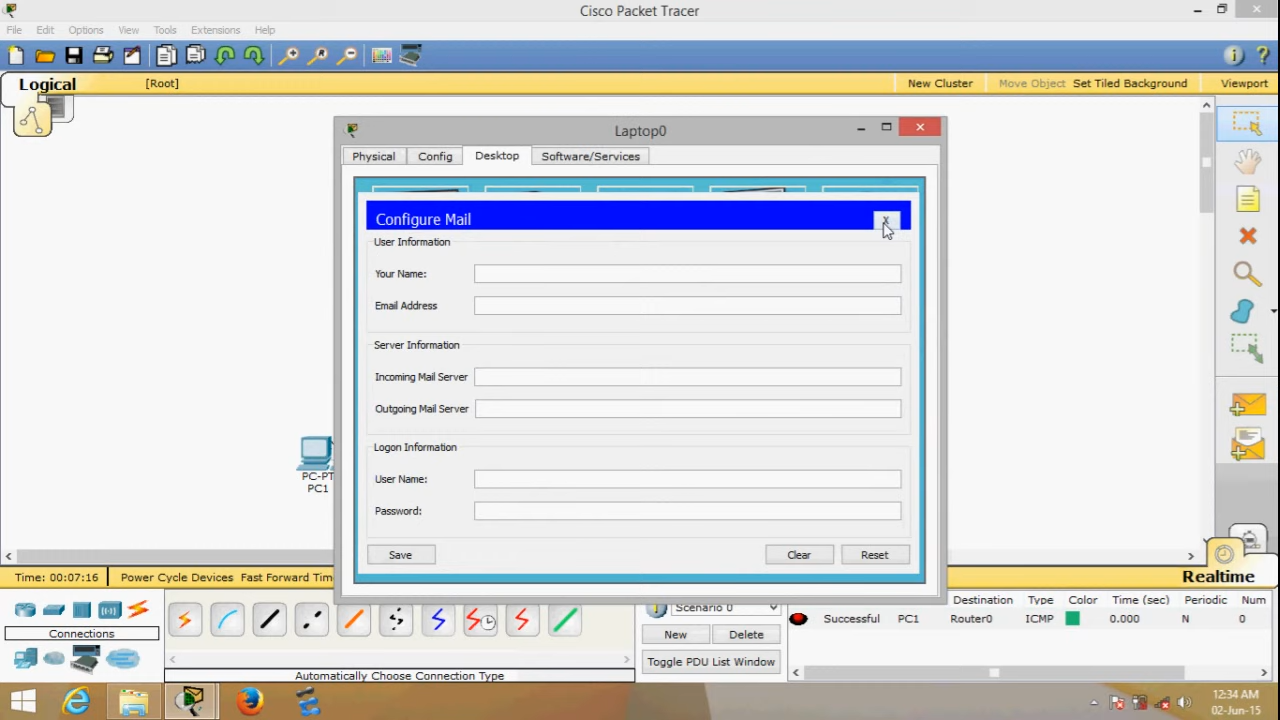 Cisco Packet Tracer
File Edit Options View Tools Extensions Help
Logical [Root] New Cluster Move Object Set Tiled Background Viewport
Laptop0
Physical Config Desktop Software/Services
Configure Mail X
User Information
Your Name:
Email Address
Server Information
Incoming Mail Server
Outgoing Mail Server
Logon Information
User Name:
Password:
Save Clear Reset
PC-PT
PC1
Time: 00:07:16 Power Cycle Devices Fast Forward Tim
Realtime
Connections
Automatically Choose Connection Type
Scenario 0
New Delete
Toggle PDU List Window
Destination Type Color Time (sec) Periodic Num
Successful PC1 Router0 ICMP 0.000 N 0
12:34 AM
02-Jun-15